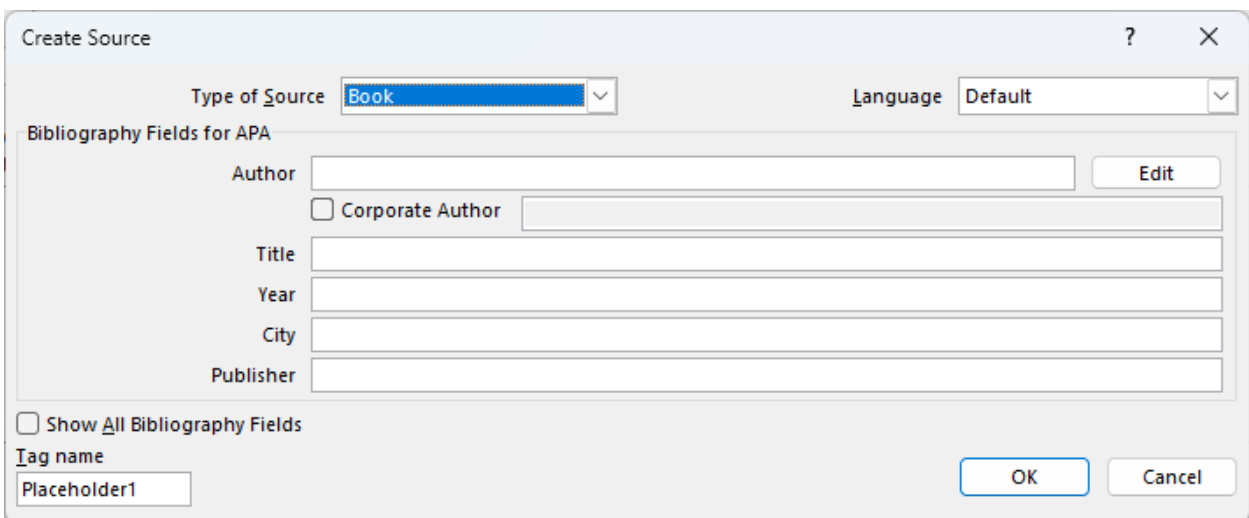 Create Source ?
Type of Source Book Language Default
Bibliography Fields for APA
Author Edit
Corporate Author
Title
Year
City
Publisher
Show All Bibliography Fields
Tag name
Placeholder1 OK Cancel